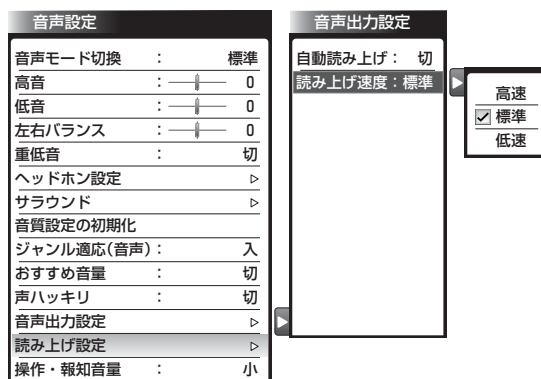 音声設定
音声モード切換 : 標準
高音 : 0
低音 : 0
左右バランス : 0
重低音 : 切
ヘッドホン設定 ▷
サラウンド ▷
音質設定の初期化
ジャンル適応(音声) : 入
おすすめ音量 : 切
声ハッキリ : 切
音声出力設定 ▷
読み上げ設定 ▷
操作・報知音量 : 小
音声出力設定
自動読み上げ : 切
読み上げ速度 : 標準
高速
標準
低速